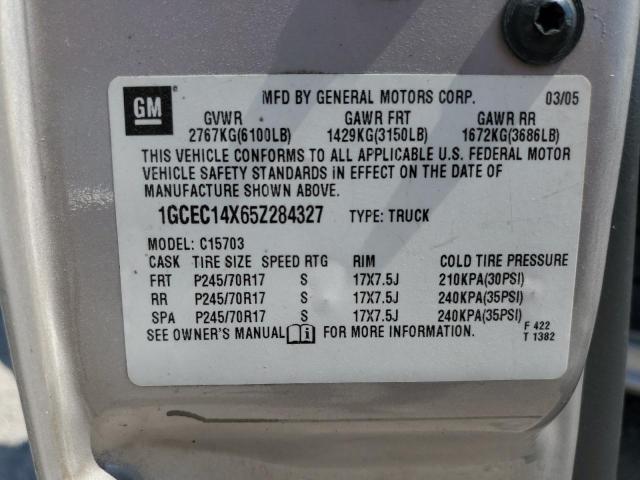 GM
MFD BY GENERAL MOTORS CORP. 03/05
GVWR GAWR FRT GAWR RR
2767KG(6100LB) 1429KG(3150LB) 1672KG(3686LB)
THIS VEHICLE CONFORMS TO ALL APPLICABLE U.S. FEDERAL MOTOR
VEHICLE SAFETY STANDARDS IN EFFECT ON THE DATE OF
MANUFACTURE SHOWN ABOVE.
1GCEC14X65Z284327 TYPE: TRUCK
MODEL: C15703
CASK TIRE SIZE SPEED RTG RIM COLD TIRE PRESSURE
FRT P245/70R17 S 17X7.5J 210KPA(30PSI)
RR P245/70R17 S 17X7.5J 240KPA(35PSI)
SPA P245/70R17 S 17X7.5J 240KPA(35PSI)
SEE OWNER'S MANUAL FOR MORE INFORMATION. F 422
T 1382